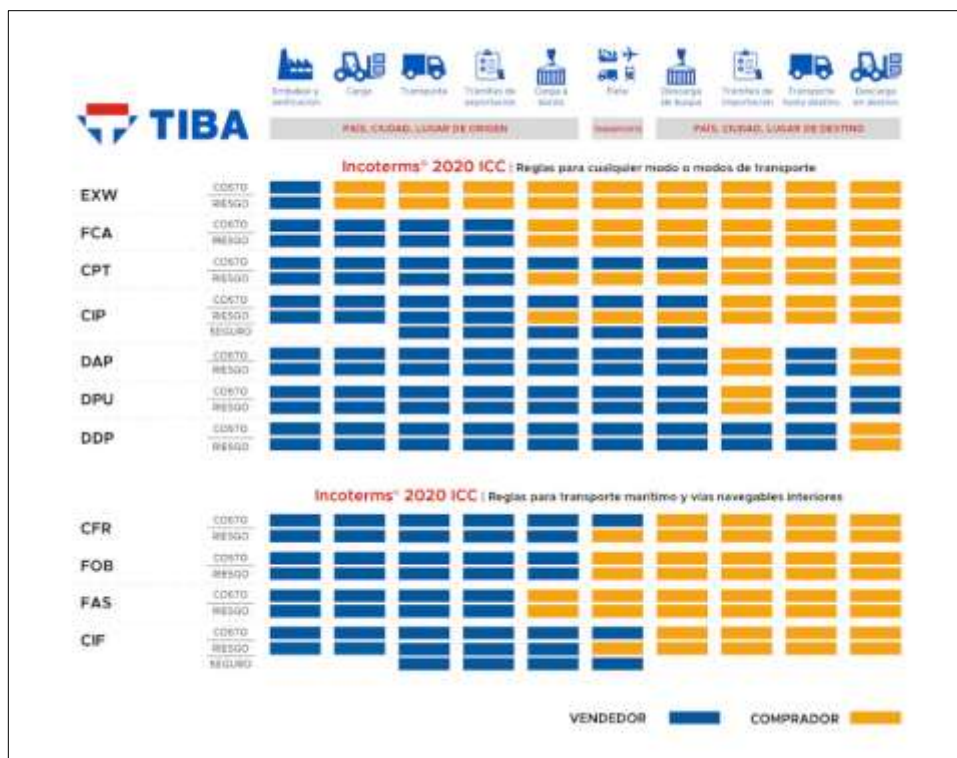 TIBA
Embalaje y verificación
Carga
Transporte
Trámites de exportación
Carga a bordo
Flete
Descarga de buque
Trámites de importación
Transporte hasta destino
Descarga en destino
PAÍS, CIUDAD, LUGAR DE ORIGEN
PAÍS, CIUDAD, LUGAR DE DESTINO
Incoterms® 2020 ICC | Reglas para cualquier modo o modos de transporte
EXW
COSTO
RIESGO
FCA
COSTO
RIESGO
CPT
COSTO
RIESGO
CIP
COSTO
RIESGO
SEGURO
DAP
COSTO
RIESGO
DPU
COSTO
RIESGO
DDP
COSTO
RIESGO
Incoterms® 2020 ICC | Reglas para transporte marítimo y vías navegables interiores
CFR
COSTO
RIESGO
FOB
COSTO
RIESGO
FAS
COSTO
RIESGO
CIF
COSTO
RIESGO
SEGURO
VENDEDOR
COMPRADOR